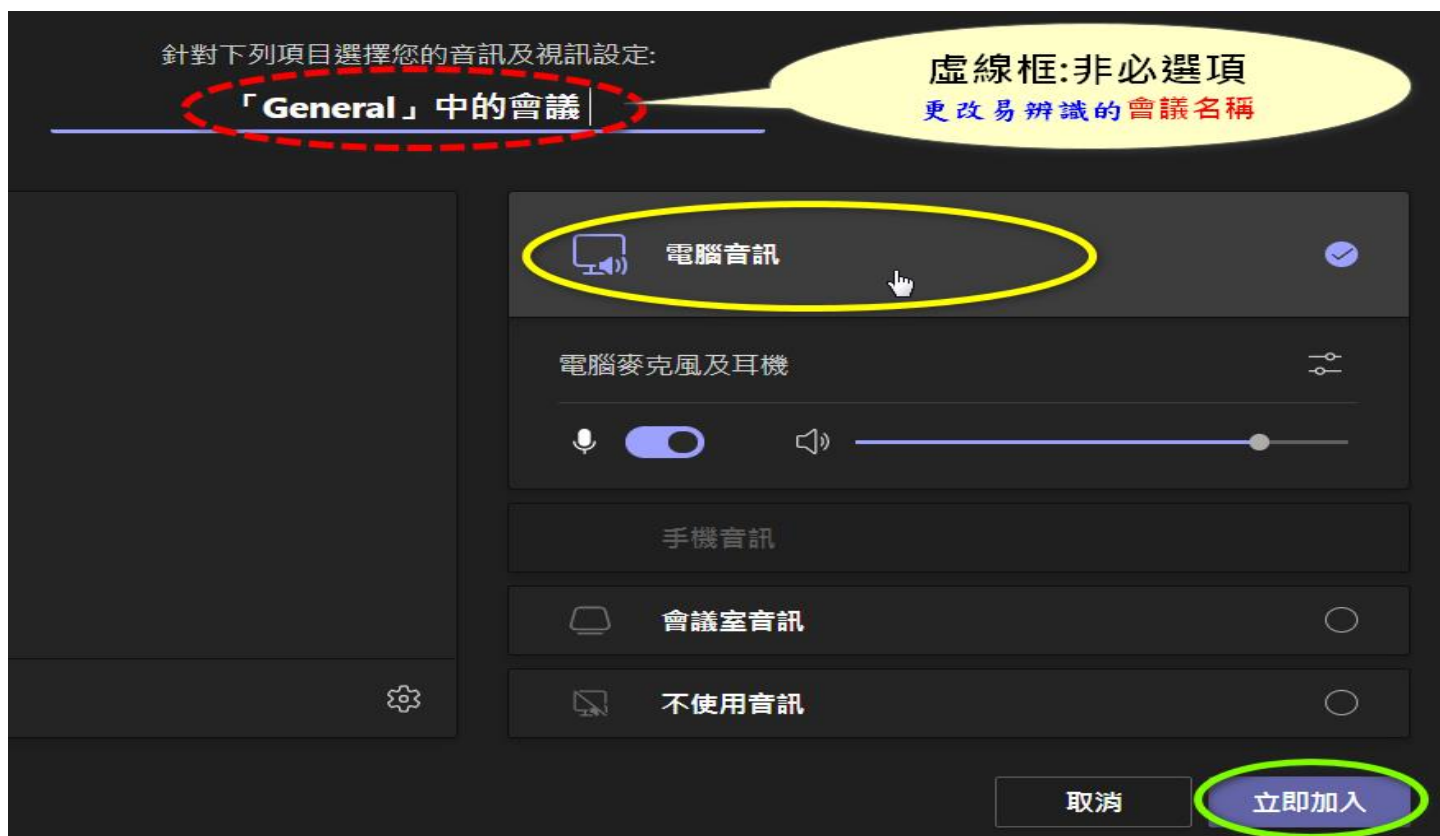 針對下列項目選擇您的音訊及視訊設定:
「General」中的會議
虛線框:非必選項
更改易辨識的會議名稱
電腦音訊
電腦麥克風及耳機
手機音訊
會議室音訊
不使用音訊
取消
立即加入